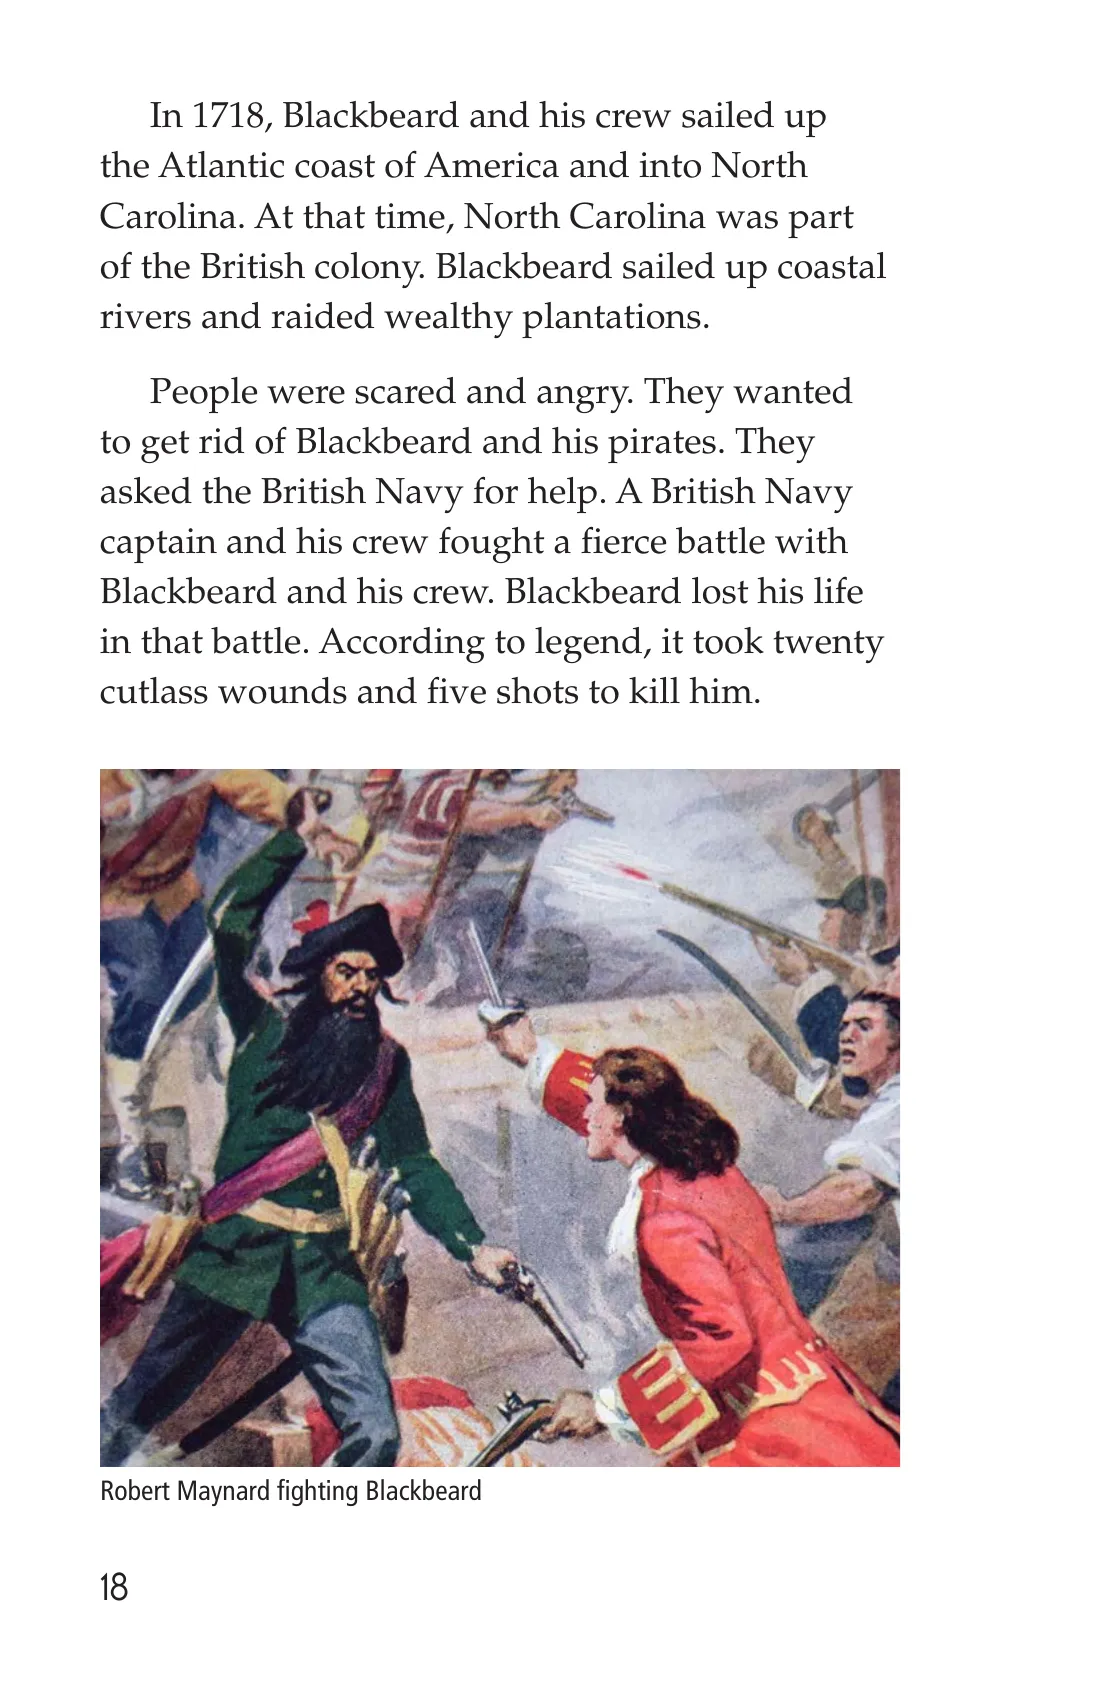 In 1718, Blackbeard and his crew sailed up
the Atlantic coast of America and into North
Carolina. At that time, North Carolina was part
of the British colony. Blackbeard sailed up coastal
rivers and raided wealthy plantations.
People were scared and angry. They wanted
to get rid of Blackbeard and his pirates. They
asked the British Navy for help. A British Navy
captain and his crew fought a fierce battle with
Blackbeard and his crew. Blackbeard lost his life
in that battle. According to legend, it took twenty
cutlass wounds and five shots to kill him.
Robert Maynard fighting Blackbeard
18